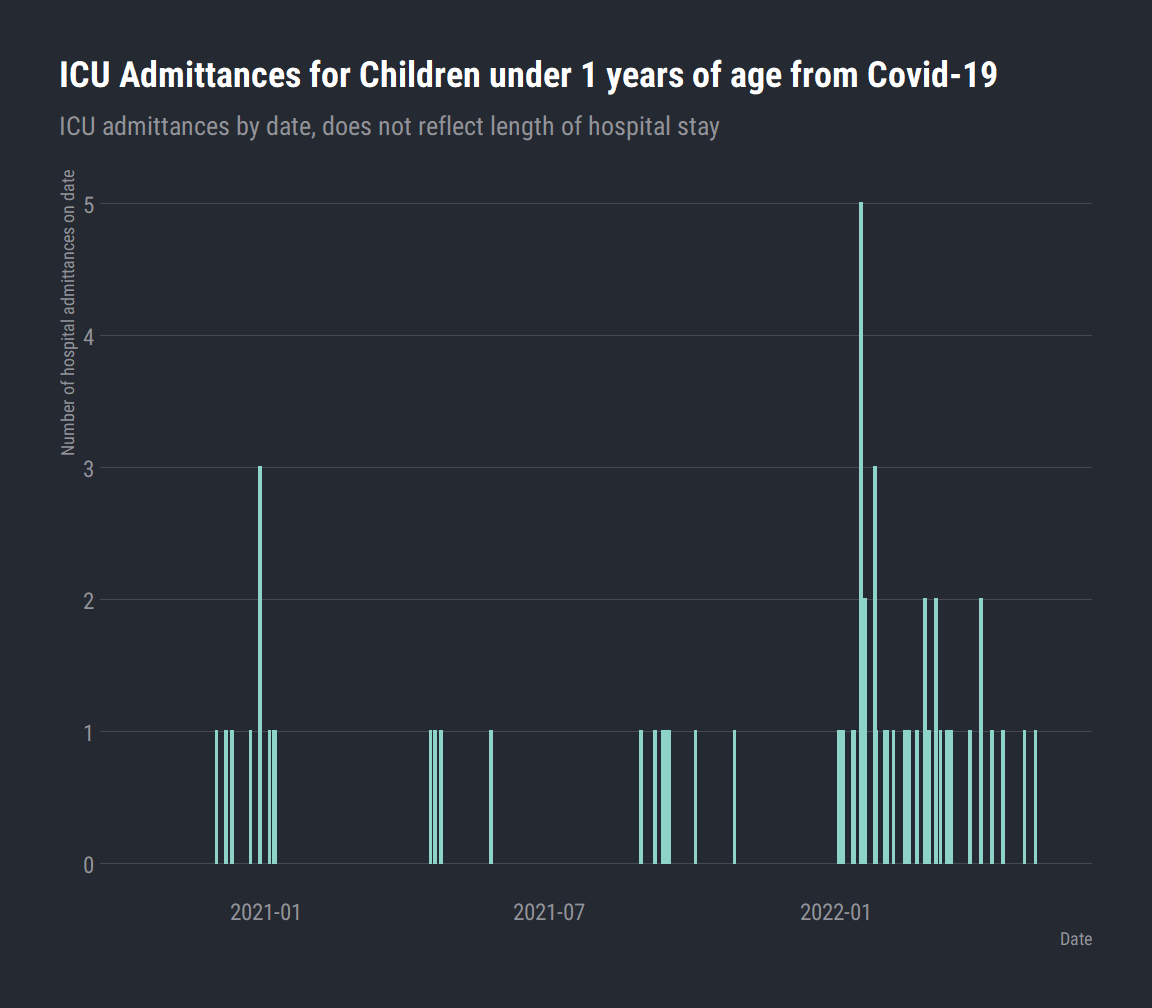 ICU Admittances for Children under 1 years of age from Covid-19
ICU admittances by date, does not reflect length of hospital stay
Number of hospital admittances on date
5
4
3
2
1
0
2021-01
2021-07
2022-01
Date